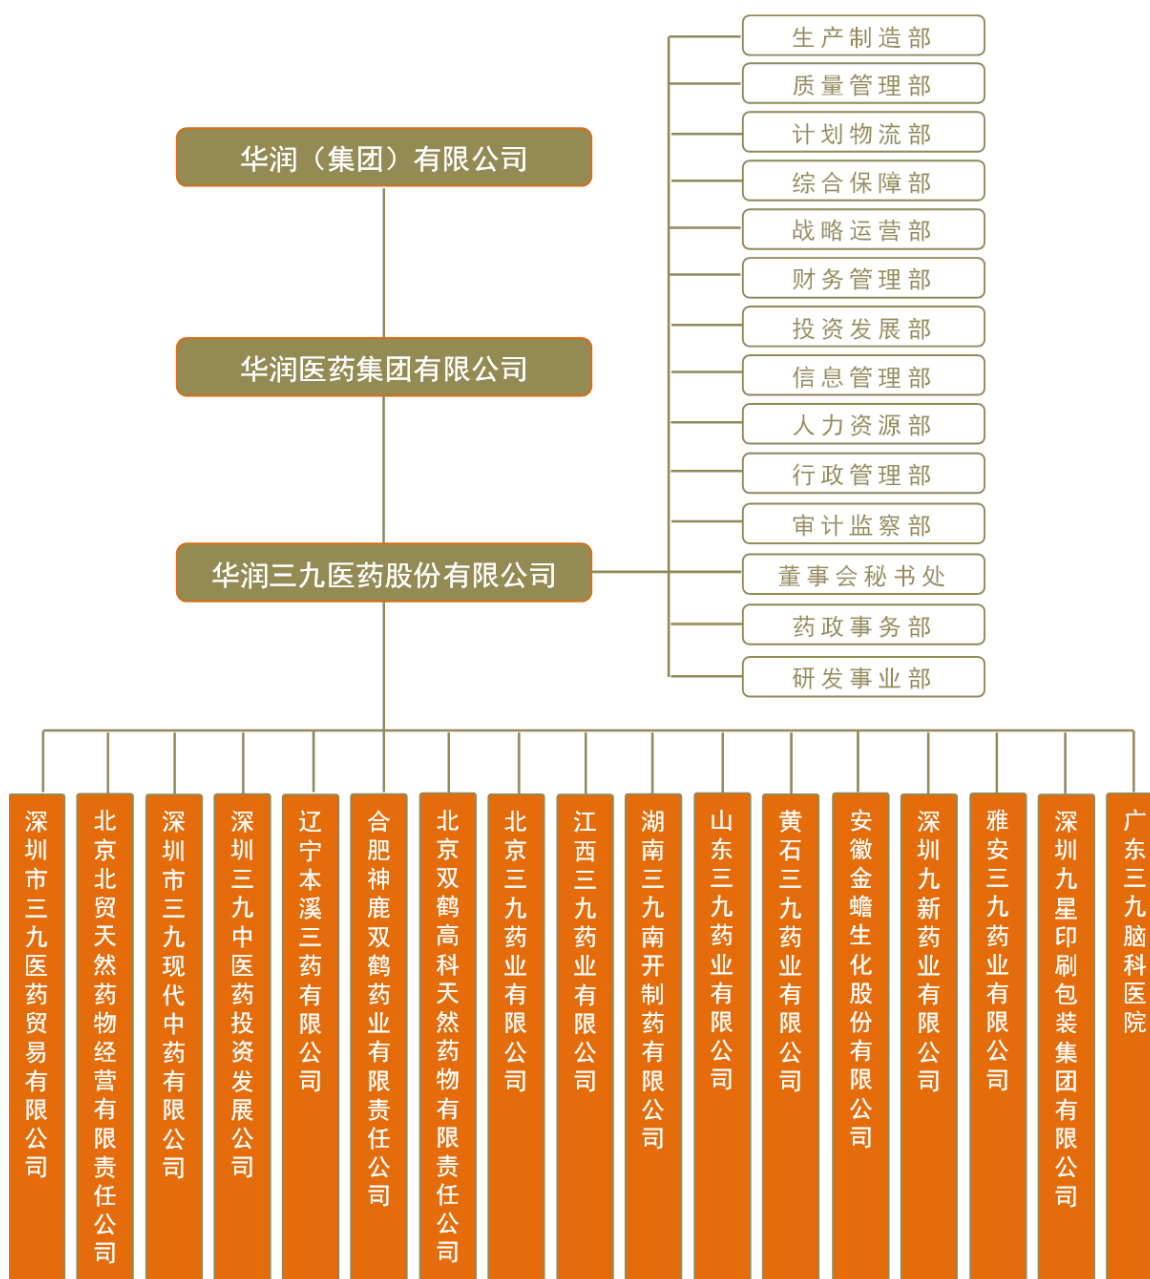 华润（集团）有限公司
华润医药集团有限公司
华润三九医药股份有限公司
生产制造部
质量管理部
计划物流部
综合保障部
战略运营部
财务管理部
投资发展部
信息管理部
人力资源部
行政管理部
审计监察部
董事会秘书处
药政事务部
研发事业部
深圳市三九医药贸易有限公司
北京北贸天然药物经营有限责任公司
深圳市三九现代中药有限公司
深圳三九中医药投资发展公司
辽宁本溪三药有限公司
合肥神鹿双鹤药业有限责任公司
北京双鹤高科天然药物有限责任公司
北京三九药业有限公司
江西三九药业有限公司
湖南三九南开制药有限公司
山东三九药业有限公司
黄石三九药业有限公司
安徽金蟾生化股份有限公司
深圳九新药业有限公司
雅安三九药业有限公司
深圳九星印刷包装集团有限公司
广东三九脑科医院